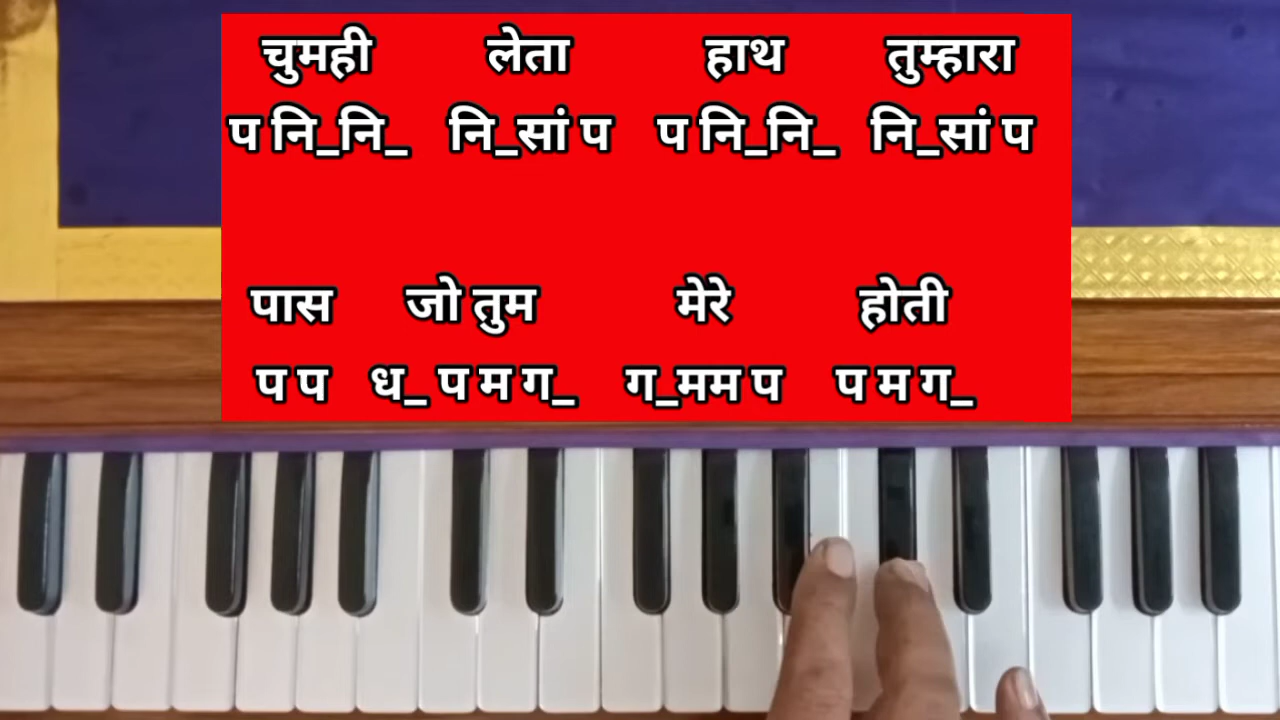 चुमही लेता हाथ तुम्हारा
प नि_नि_ नि_सां प प नि_नि_ नि_सां प
पास जो तुम मेरे होती
प प ध_ प म ग_ ग_मम प प म ग_